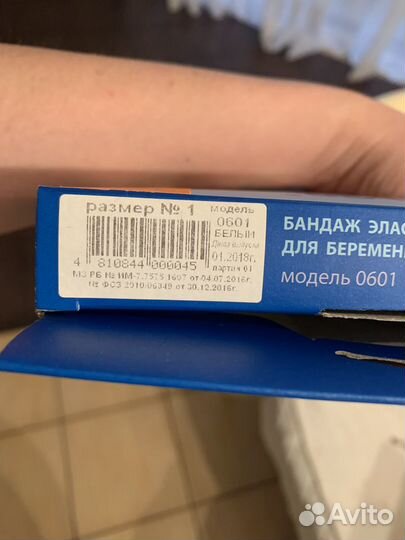 размер № 1
модель
0601
БЕЛЫЙ
Дата выпуска
01.2018г.
партия 01
4 810844 000045
МЗ РБ № ИМ-7.7575-1607 от 04.07.2016г.
№ ФСЗ 2010/06349 от 30.12.2016г.
БАНДАЖ ЭЛАС
ДЛЯ БЕРЕМЕН
модель 0601
Avito